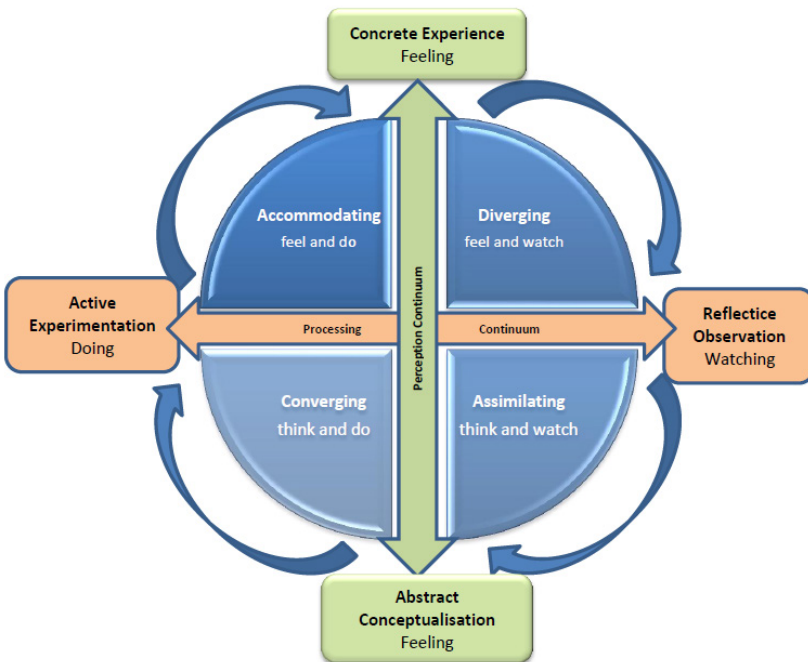 Concrete Experience
Feeling
Accommodating
feel and do
Diverging
feel and watch
Active
Experimentation
Doing
Processing
Perception Continuum
Continuum
Reflectice
Observation
Watching
Converging
think and do
Assimilating
think and watch
Abstract
Conceptualisation
Feeling